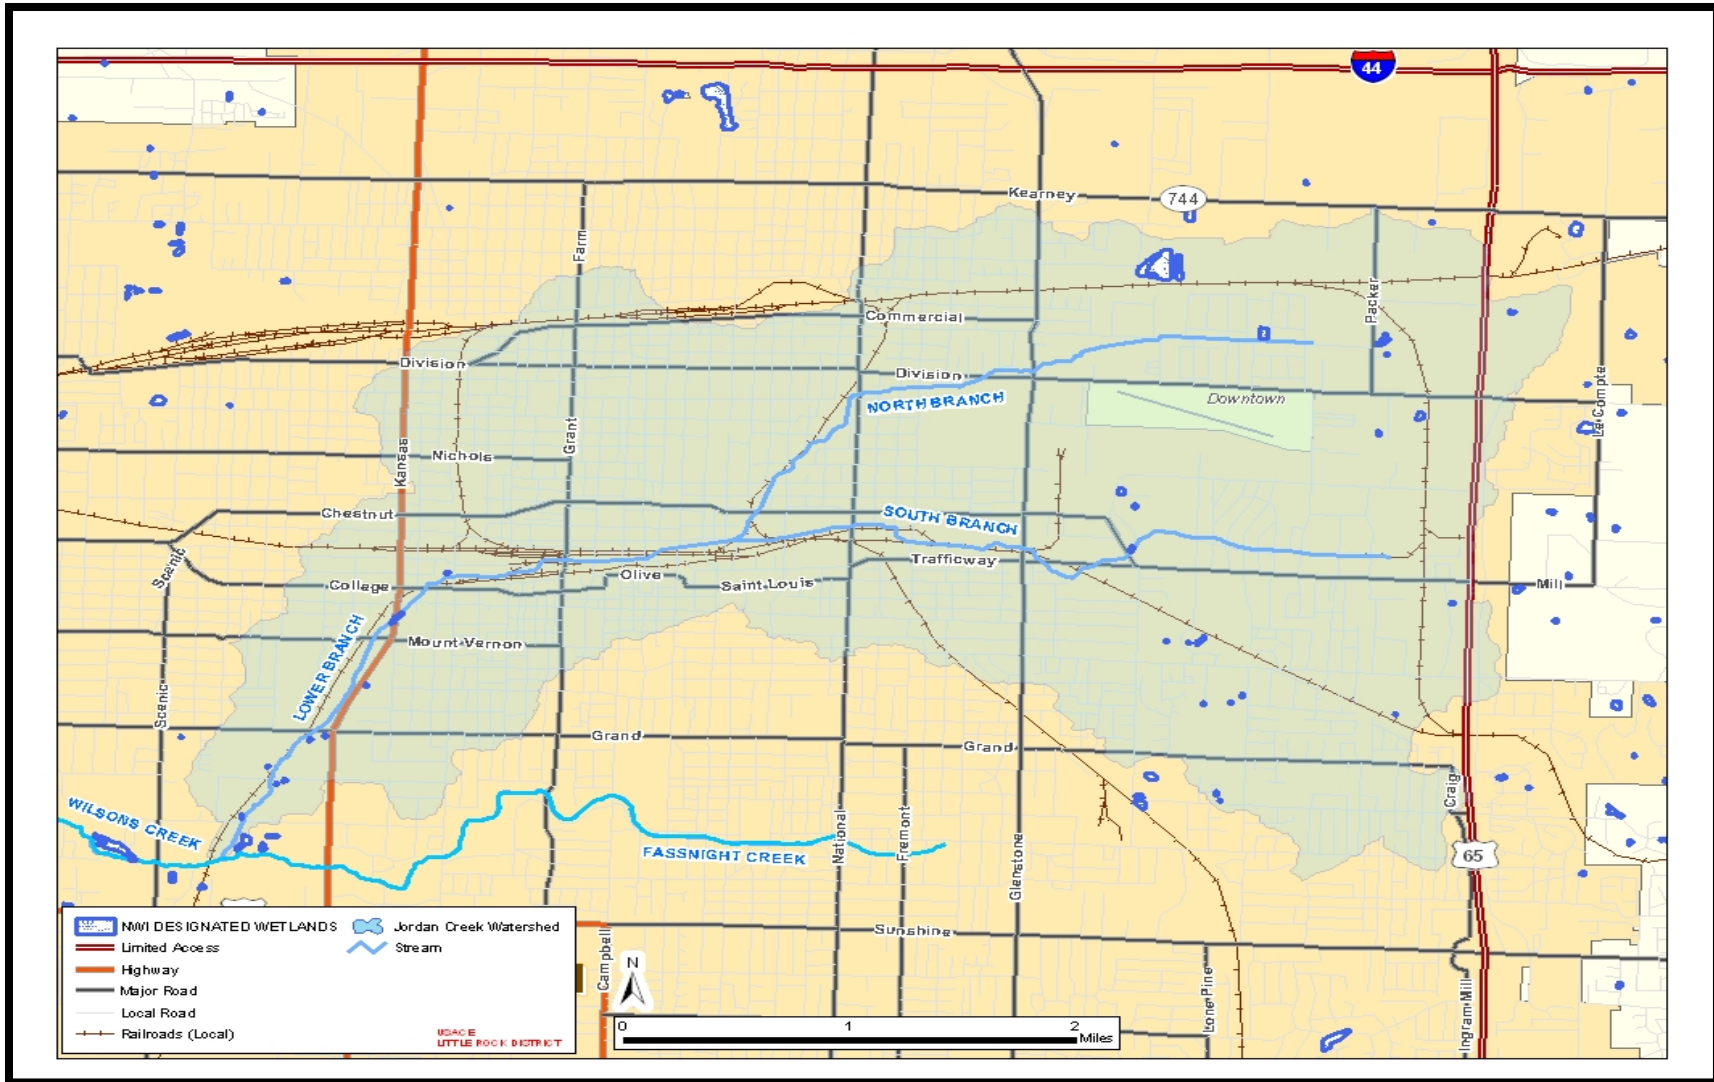 44
Kearney
744
Farm
Packer
Commercial
Division
Division
Downtown
NORTH BRANCH
Le Compte
Grant
Kansas
Nichols
Chestnut
SOUTH BRANCH
Scenic
Trafficway
College
Olive
Saint Louis
Mill
LOWER BRANCH
Mount Vernon
Scenic
Grand
Grand
Craig
WILSONS CREEK
National
Fremont
Glenstone
FASSNIGHT CREEK
65
Sunshine
Campbell
Lone Pine
Ingram Mill
NWI DESIGNATED WETLANDS
Jordan Creek Watershed
Limited Access
Stream
Highway
Major Road
Local Road
Railroads (Local)
USACE
LITTLE ROCK DISTRICT
N
0 1 2
Miles